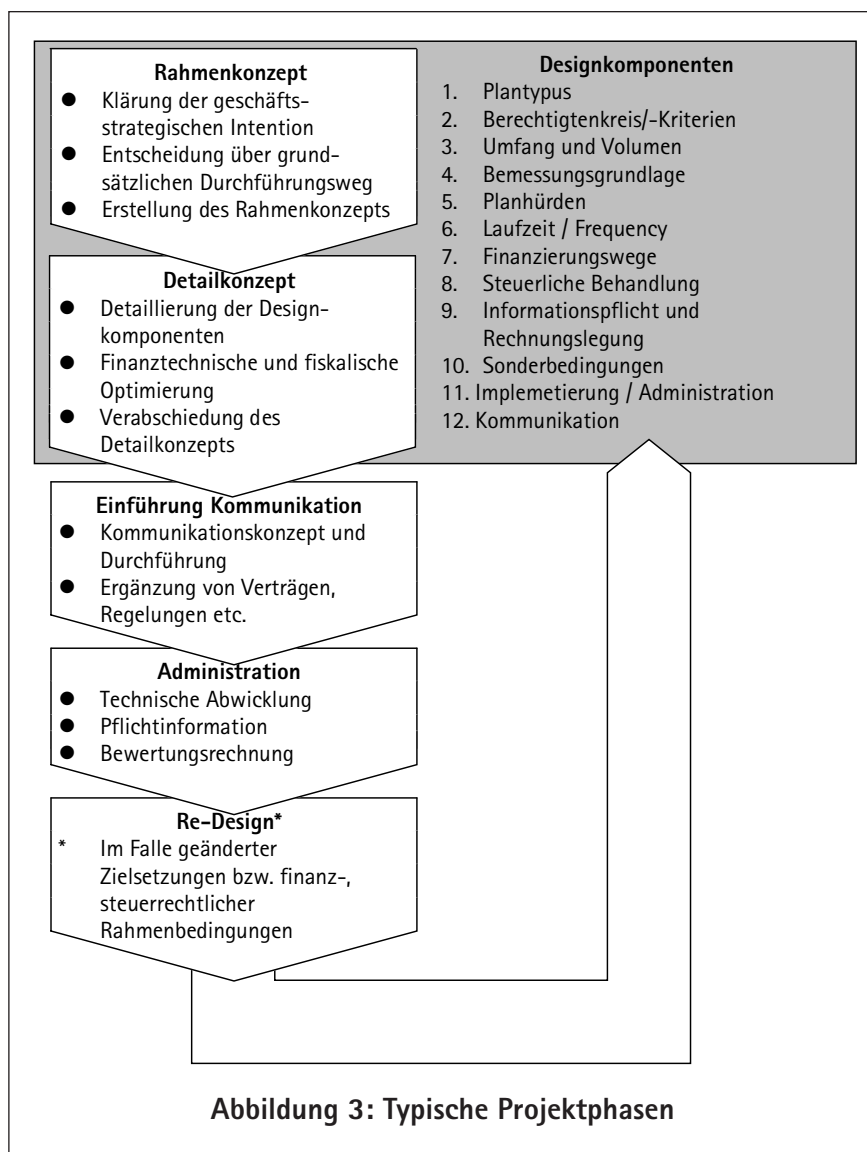 Rahmenkonzept
● Klärung der geschäfts-
strategischen Intention
● Entscheidung über grund-
sätzlichen Durchführungsweg
● Erstellung des Rahmenkonzepts
Detailkonzept
● Detaillierung der Design-
komponenten
● Finanztechnische und fiskalische
Optimierung
● Verabschiedung des
Detailkonzepts
Einführung Kommunikation
● Kommunikationskonzept und
Durchführung
● Ergänzung von Verträgen,
Regelungen etc.
Administration
● Technische Abwicklung
● Pflichtinformation
● Bewertungsrechnung
Re-Design*
* Im Falle geänderter
Zielsetzungen bzw. finanz-,
steuerrechtlicher
Rahmenbedingungen
Designkomponenten
1. Plantypus
2. Berechtigtenkreis/-Kriterien
3. Umfang und Volumen
4. Bemessungsgrundlage
5. Planhürden
6. Laufzeit / Frequency
7. Finanzierungswege
8. Steuerliche Behandlung
9. Informationspflicht und
Rechnungslegung
10. Sonderbedingungen
11. Implemetierung / Administration
12. Kommunikation
Abbildung 3: Typische Projektphasen